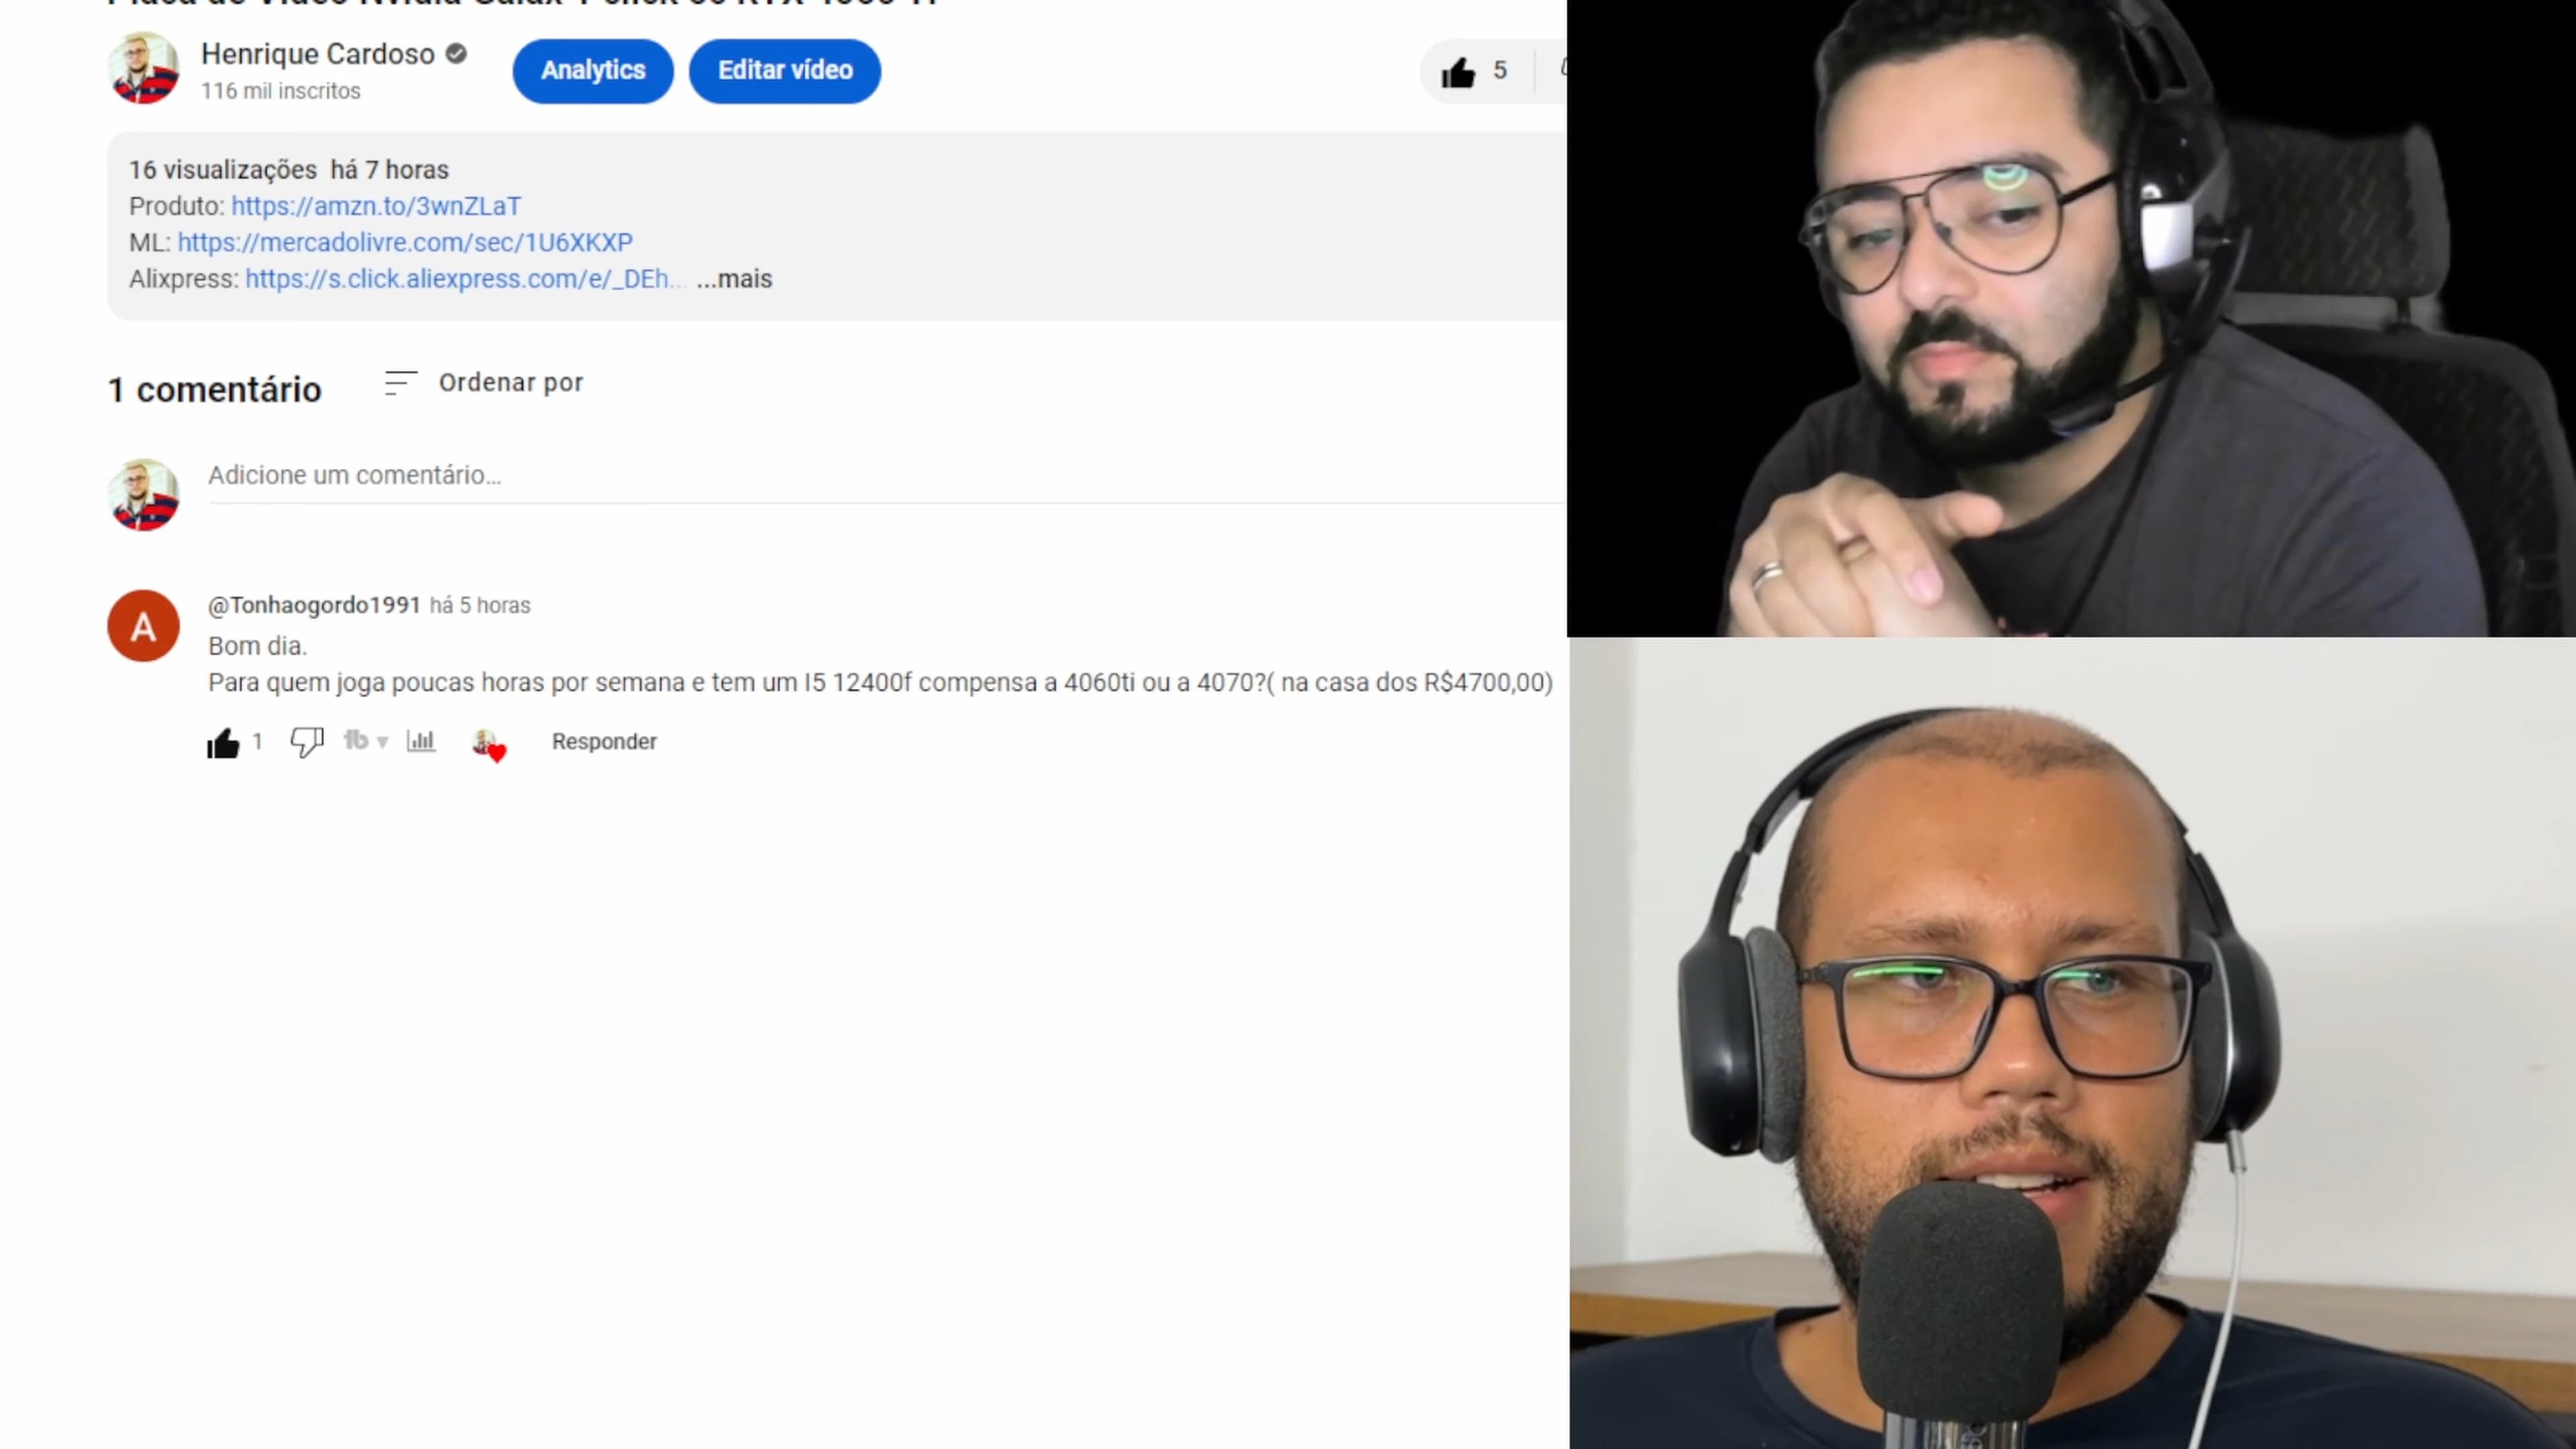 Henrique Cardoso
116 mil inscritos
Analytics
Editar vídeo
5
16 visualizações há 7 horas
Produto: https://amzn.to/3wnZLaT
ML: https://mercadolivre.com/sec/1U6XKXP
Alixpress: https://s.click.aliexpress.com/e/_DEh... ...mais
1 comentário
Ordenar por
Adicione um comentário...
A
@Tonhaogordo1991 há 5 horas
Bom dia.
Para quem joga poucas horas por semana e tem um I5 12400f compensa a 4060ti ou a 4070?( na casa dos R$4700,00)
1
Responder